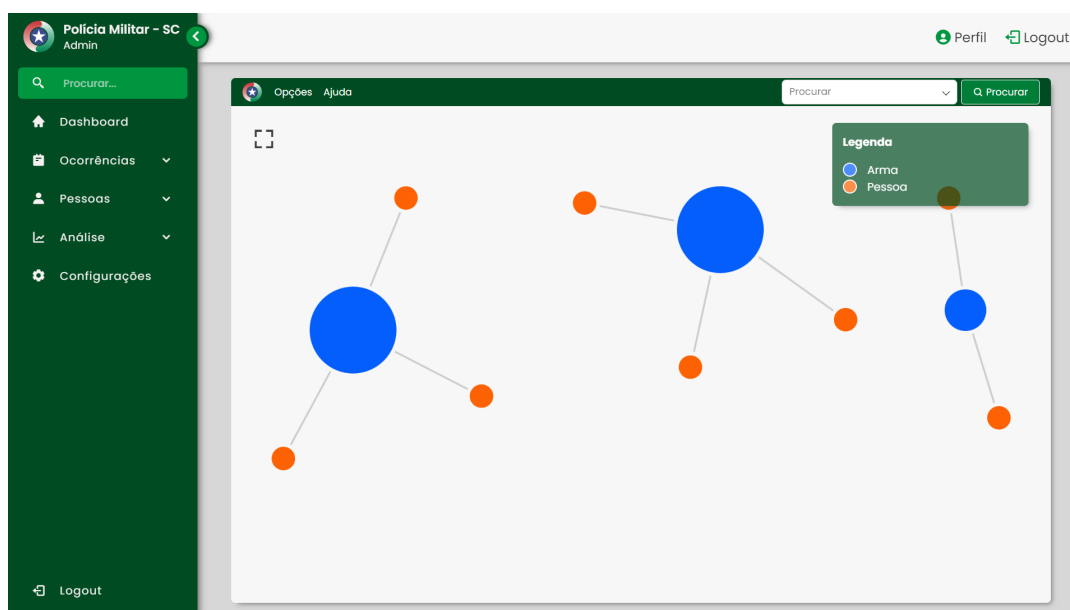 Polícia Militar - SC
Admin
Perfil
Logout
Procurar...
Dashboard
Ocorrências
Pessoas
Análise
Configurações
Logout
Opções Ajuda
Procurar
Procurar
Legenda
Arma
Pessoa